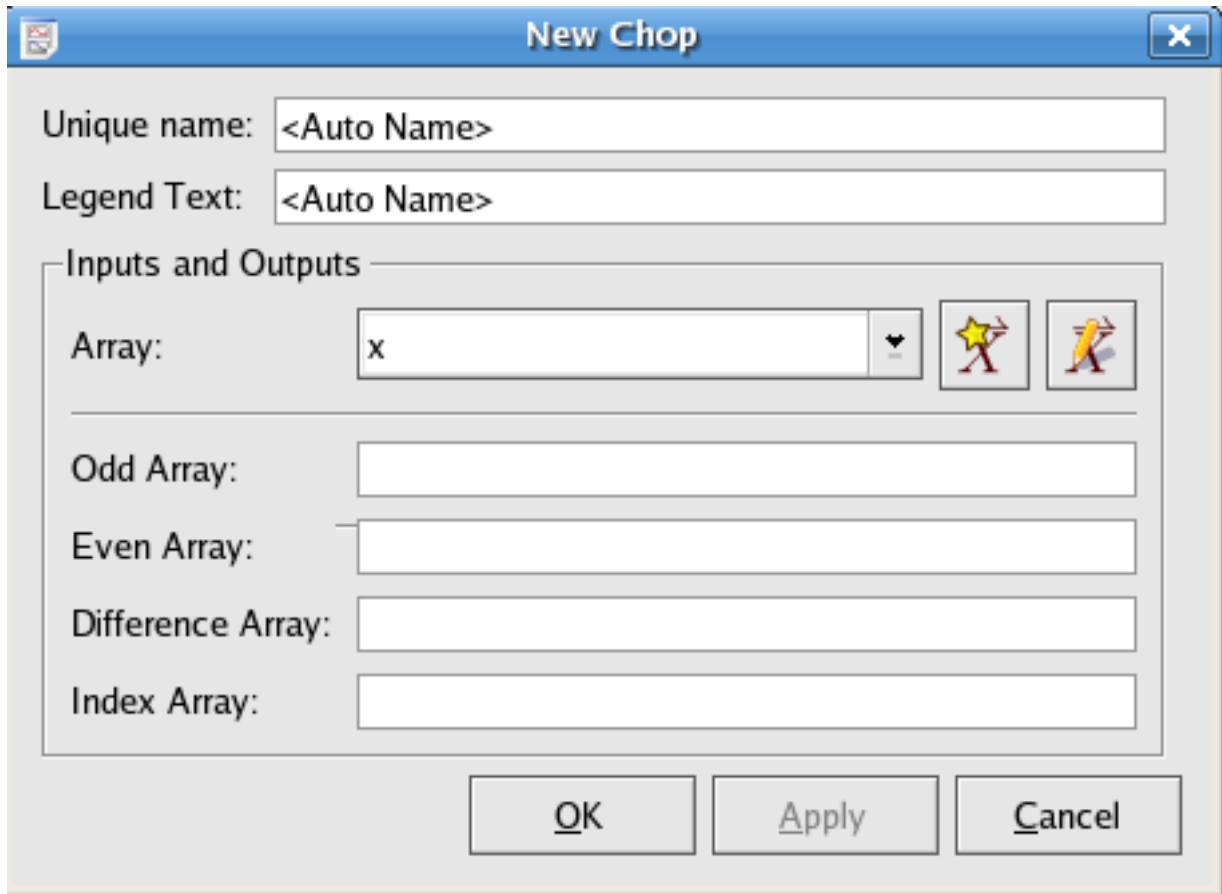 New Chop
Unique name: <Auto Name>
Legend Text: <Auto Name>
Inputs and Outputs
Array: x
Odd Array:
Even Array:
Difference Array:
Index Array:
OK Apply Cancel